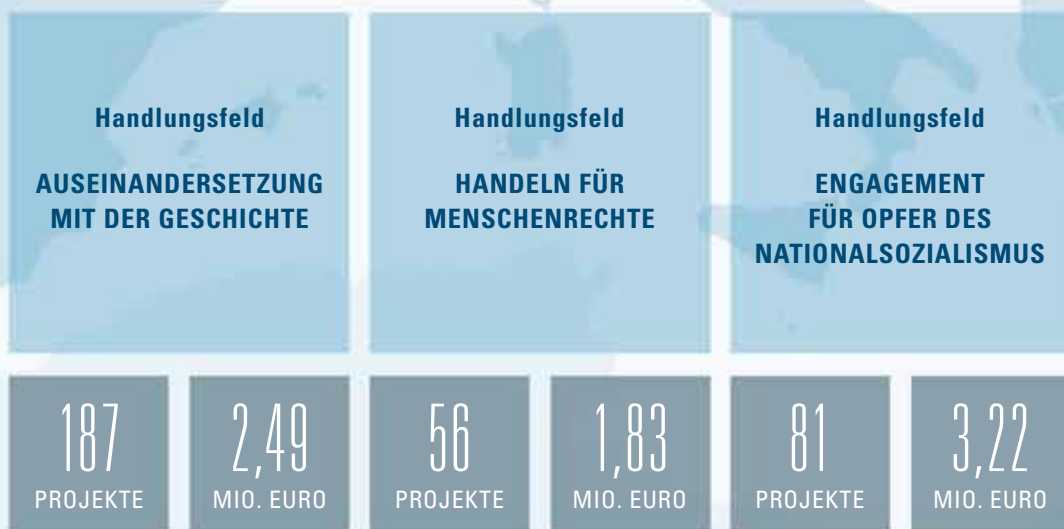 Handlungsfeld
AUSEINANDERSETZUNG
MIT DER GESCHICHTE
Handlungsfeld
HANDELN FÜR
MENSCHENRECHTE
Handlungsfeld
ENGAGEMENT
FÜR OPFER DES
NATIONALSOZIALISMUS
187
PROJEKTE
2,49
MIO. EURO
56
PROJEKTE
1,83
MIO. EURO
81
PROJEKTE
3,22
MIO. EURO